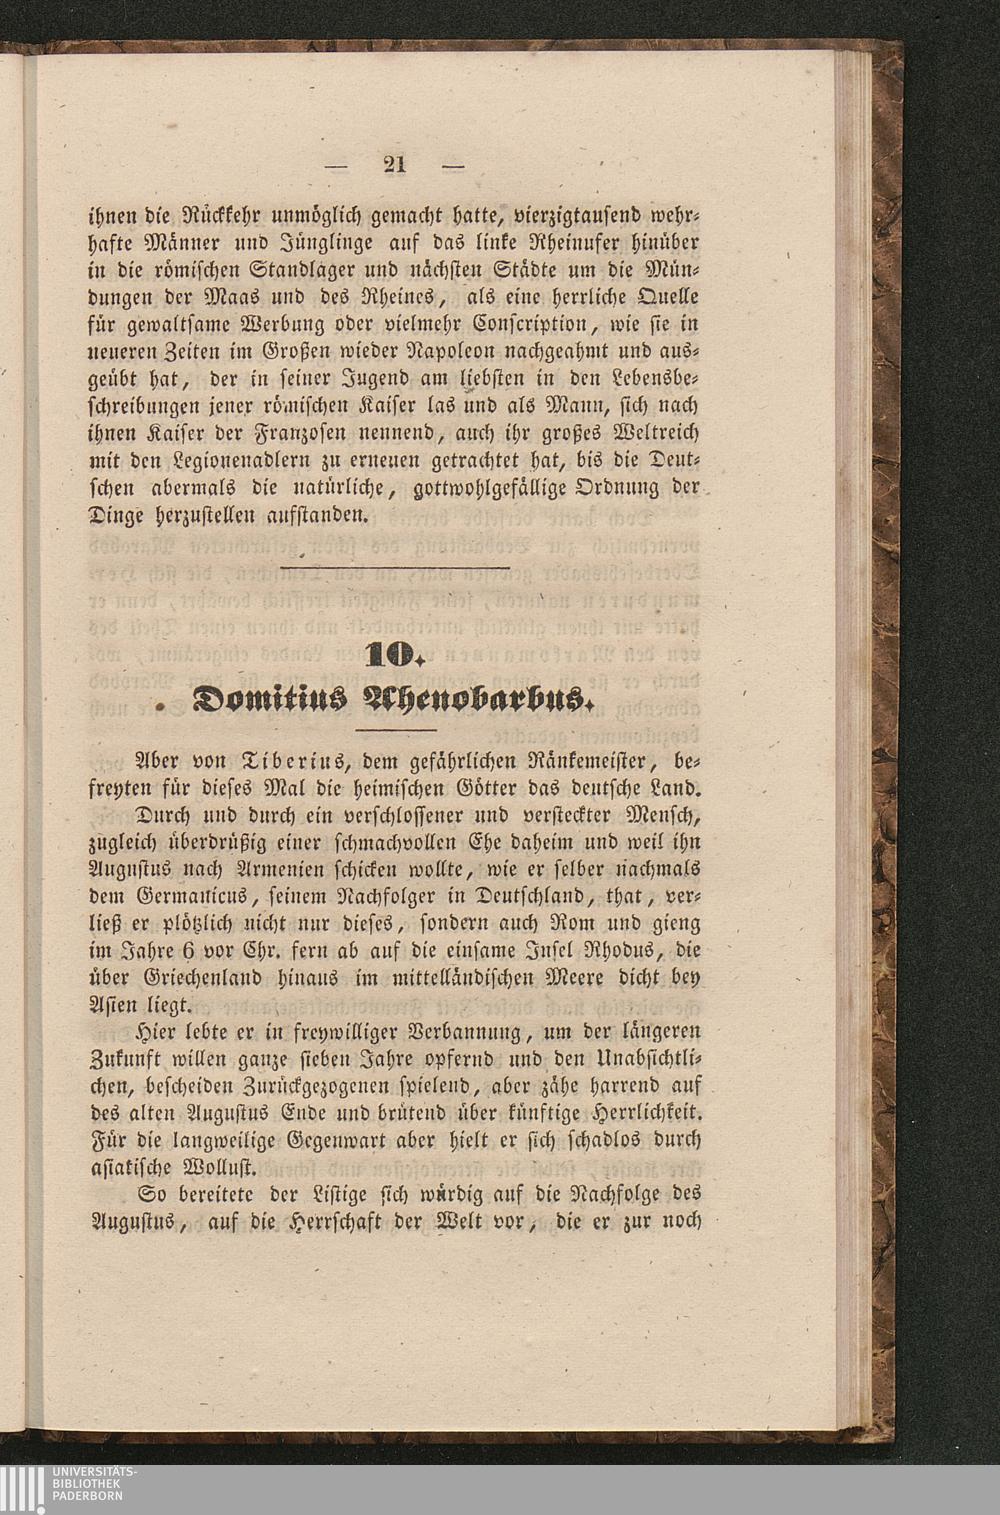 — 21 —
ihnen die Rückkehr unmöglich gemacht hatte, vierzigtausend wehr-
hafte Männer und Jünglinge auf das linke Rheinufer hinüber
in die römischen Standlager und nächsten Städte um die Mün-
dungen der Maas und des Rheines, als eine herrliche Quelle
für gewaltsame Werbung oder vielmehr Conscription, wie sie in
neueren Zeiten im Großen wieder Napoleon nachgeahmt und aus-
geübt hat, der in seiner Jugend am liebsten in den Lebensbe-
schreibungen jener römischen Kaiser las und als Mann, sich nach
ihnen Kaiser der Franzosen nennend, auch ihr großes Weltreich
mit den Legionenadlern zu erneuen getrachtet hat, bis die Deut-
schen abermals die natürliche, gottwohlgefällige Ordnung der
Dinge herzustellen aufstanden.
10.
Domitius Ahenobarbus.
Aber von Tiberius, dem gefährlichen Ränkemeister, be-
freyten für dieses Mal die heimischen Götter das deutsche Land.
Durch und durch ein verschlossener und versteckter Mensch,
zugleich überdrüßig einer schmachvollen Ehe daheim und weil ihn
Augustus nach Armenien schicken wollte, wie er selber nachmals
dem Germanicus, seinem Nachfolger in Deutschland, that, ver-
ließ er plötzlich nicht nur dieses, sondern auch Rom und gieng
im Jahre 6 vor Chr. fern ab auf die einsame Insel Rhodus, die
über Griechenland hinaus im mittelländischen Meere dicht bey
Asien liegt.
Hier lebte er in freywilliger Verbannung, um der längeren
Zukunft willen ganze sieben Jahre opfernd und den Unabsichtli-
chen, bescheiden Zurückgezogenen spielend, aber zähe harrend auf
des alten Augustus Ende und brütend über künftige Herrlichkeit.
Für die langweilige Gegenwart aber hielt er sich schadlos durch
asiatische Wollust.
So bereitete der Listige sich würdig auf die Nachfolge des
Augustus, auf die Herrschaft der Welt vor, die er zur noch
UNIVERSITÄTS-
BIBLIOTHEK
PADERBORN